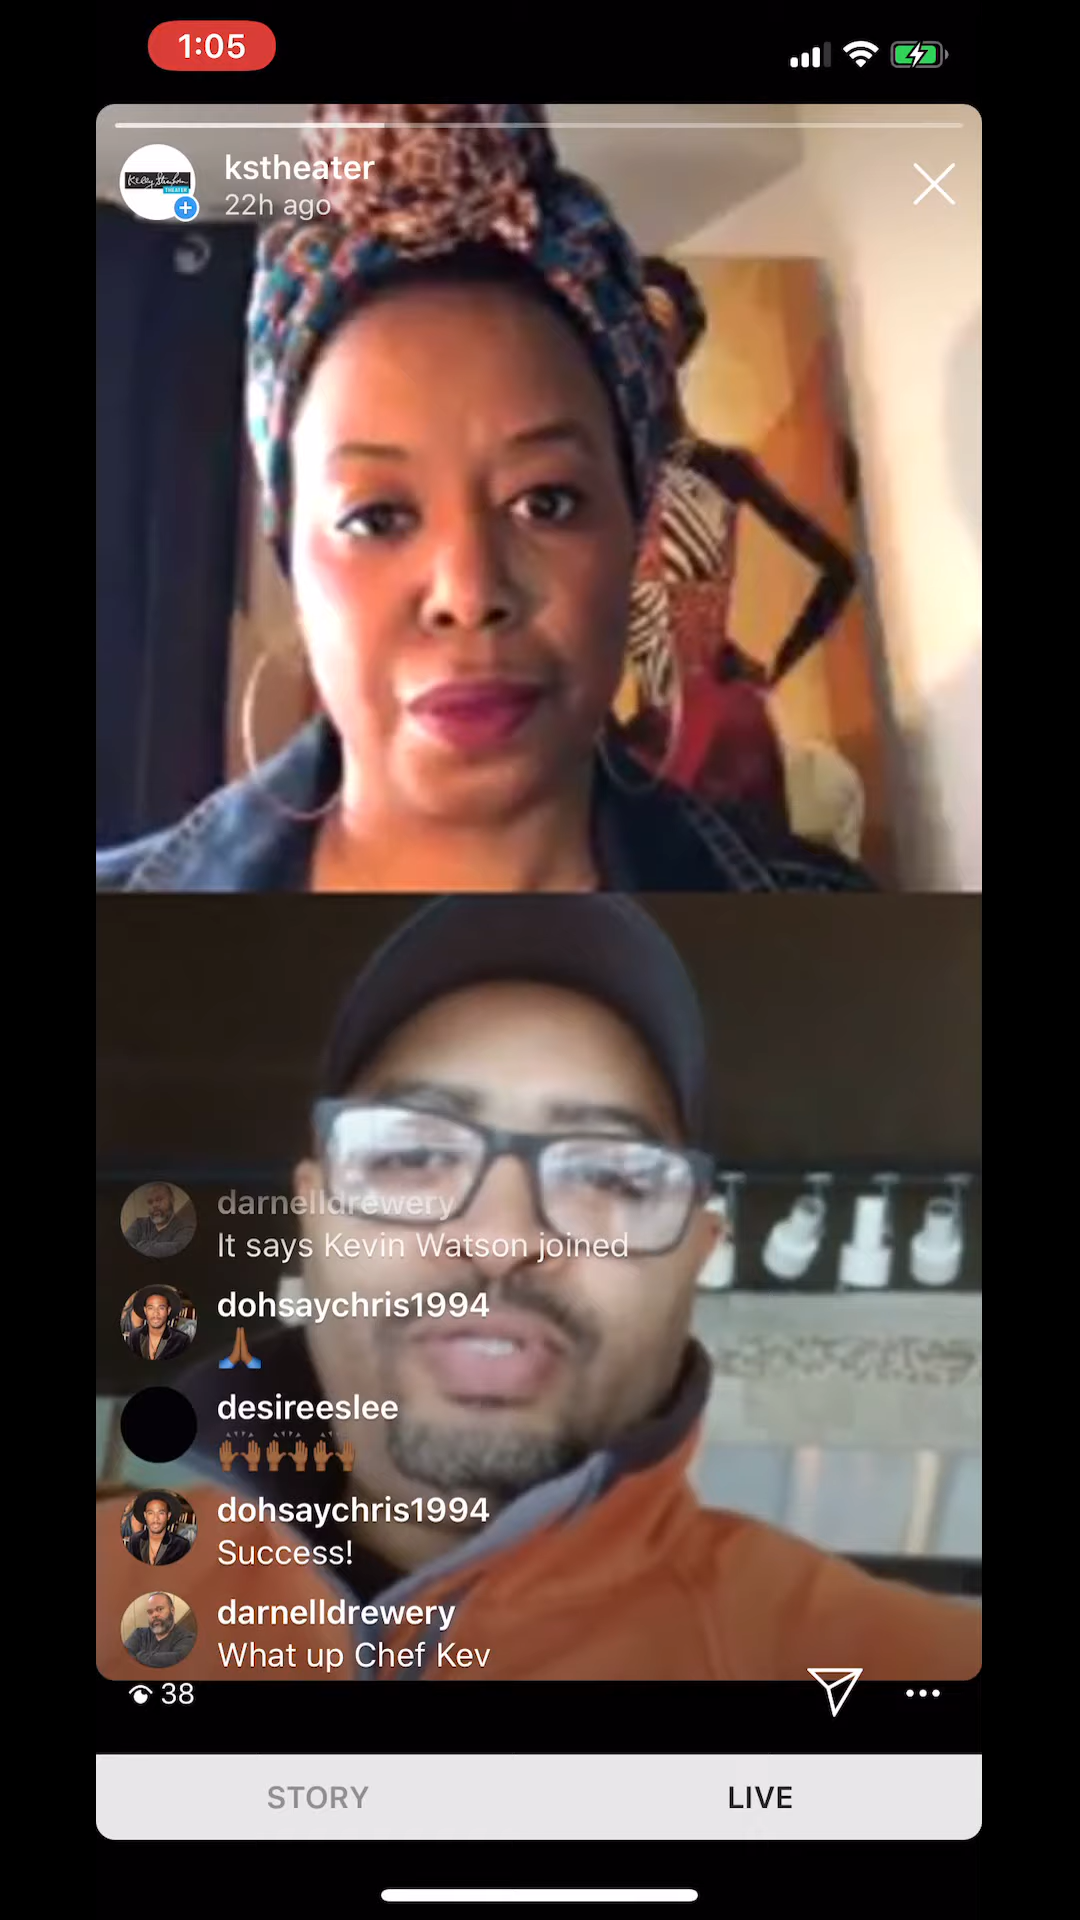 1:05
kstheater
22h ago
THEATER
darnelldrewery
It says Kevin Watson joined
dohsaychris1994
desireeslee
dohsaychris1994
Success!
darnelldrewery
What up Chef Kev
38
STORY
LIVE